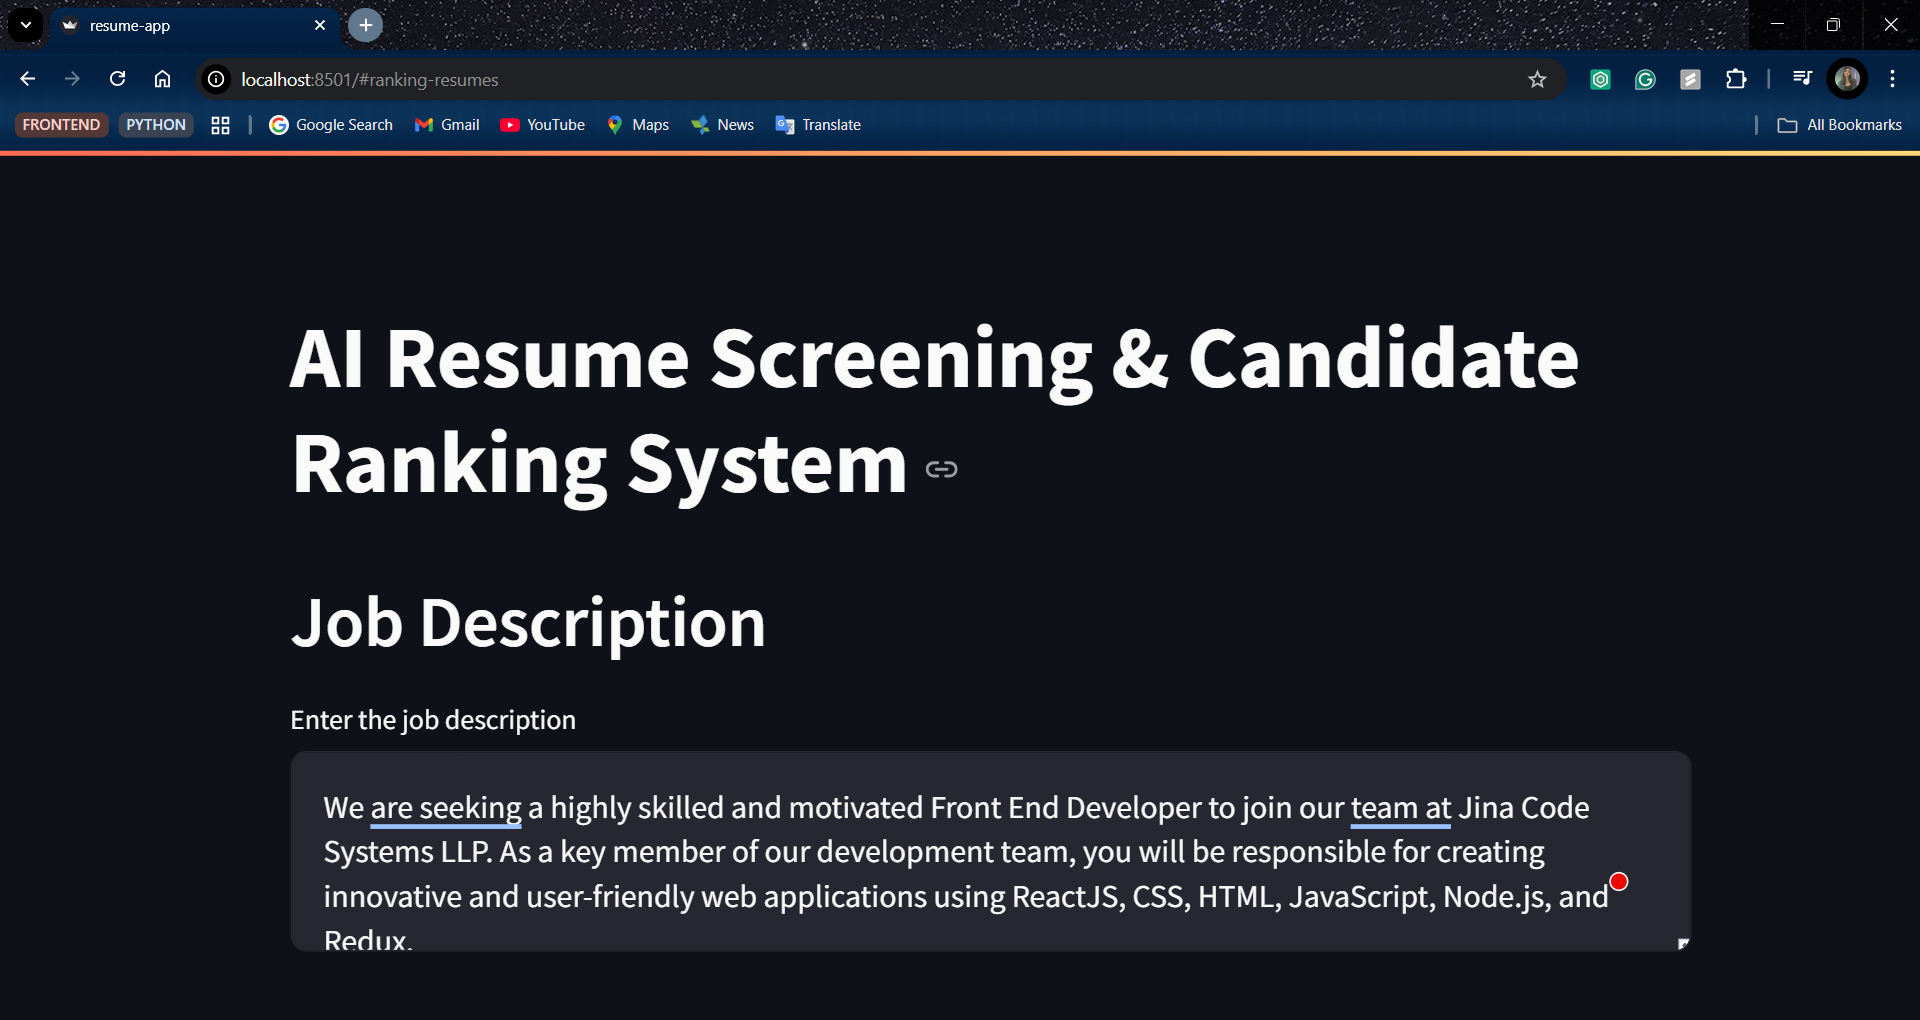 resume-app
localhost:8501/#ranking-resumes
FRONTEND PYTHON Google Search Gmail YouTube Maps News Translate All Bookmarks
AI Resume Screening & Candidate
Ranking System
Job Description
Enter the job description
We are seeking a highly skilled and motivated Front End Developer to join our team at Jina Code
Systems LLP. As a key member of our development team, you will be responsible for creating
innovative and user-friendly web applications using ReactJS, CSS, HTML, JavaScript, Node.js, and
Redux.